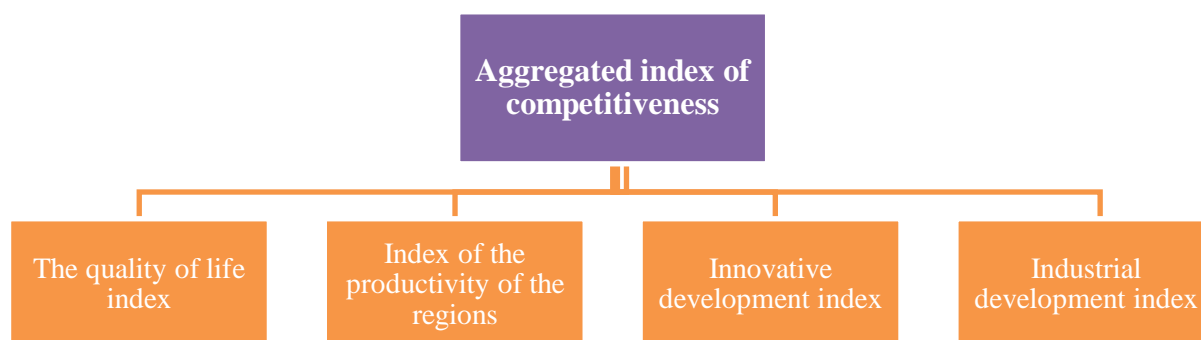 Aggregated index of
competitiveness
The quality of life
index
Index of the
productivity of the
regions
Innovative
development index
Industrial
development index